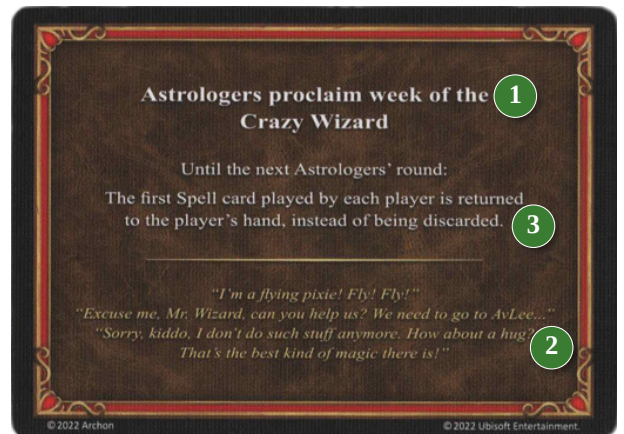 Astrologers proclaim week of the
1
Crazy Wizard
Until the next Astrologers' round:
The first Spell card played by each player is returned
to the player's hand, instead of being discarded.
3
"I'm a flying pixie! Fly! Fly!"
"Excuse me, Mr. Wizard, can you help us? We need to go to AvLee..."
"Sorry, kiddo, I don't do such stuff anymore. How about a hug?
2
That's the best kind of magic there is!"
©2022 Archon
©2022 Ubisoft Entertainment.